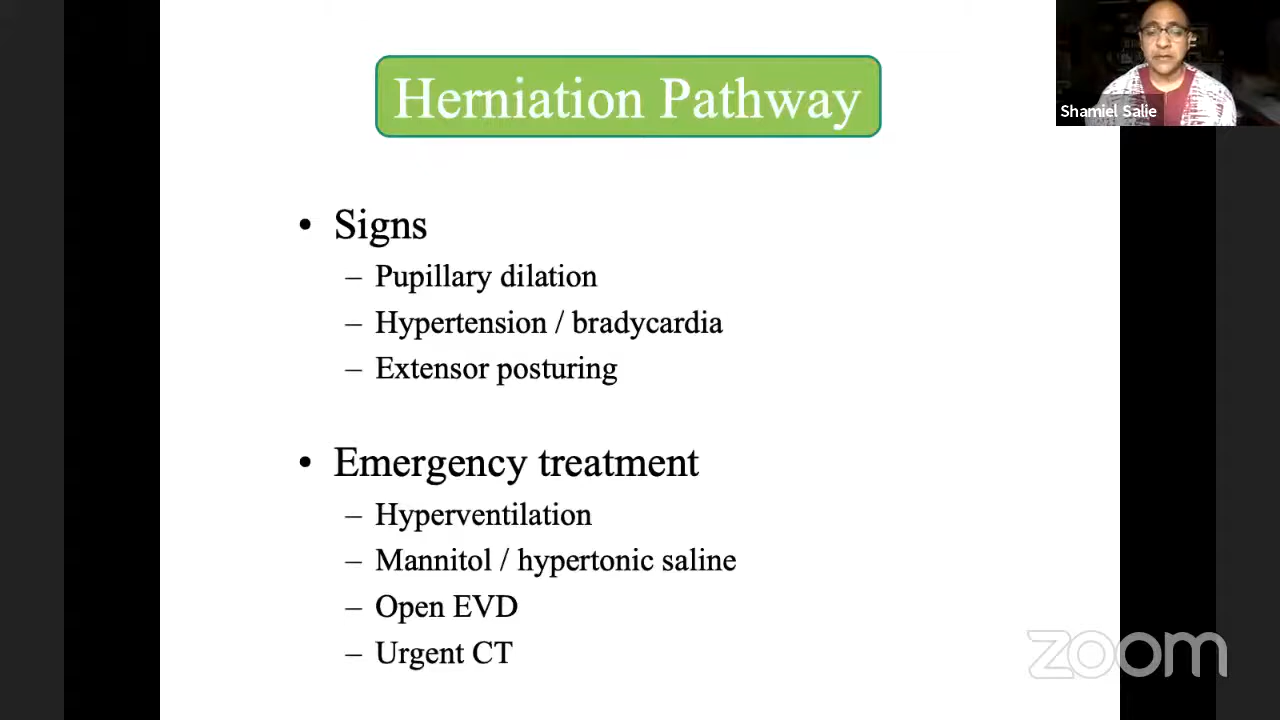 Herniation Pathway
Shamiel Salie
• Signs
– Pupillary dilation
– Hypertension / bradycardia
– Extensor posturing
• Emergency treatment
– Hyperventilation
– Mannitol / hypertonic saline
– Open EVD
– Urgent CT
zoom